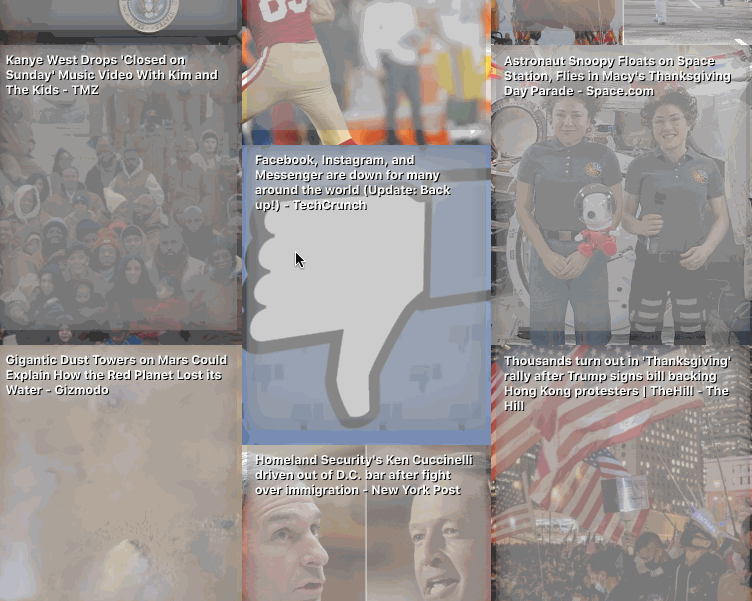 Kanye West Drops 'Closed on
Sunday' Music Video With Kim and
The Kids - TMZ
Gigantic Dust Towers on Mars Could
Explain How the Red Planet Lost its
Water - Gizmodo
Facebook, Instagram, and
Messenger are down for many
around the world (Update: Back
up!) - TechCrunch
Homeland Security's Ken Cuccinelli
driven out of D.C. bar after fight
over immigration - New York Post
Astronaut Snoopy Floats on Space
Station, Flies in Macy's Thanksgiving
Day Parade - Space.com
Thousands turn out in 'Thanksgiving'
rally after Trump signs bill backing
Hong Kong protesters | TheHill - The
Hill